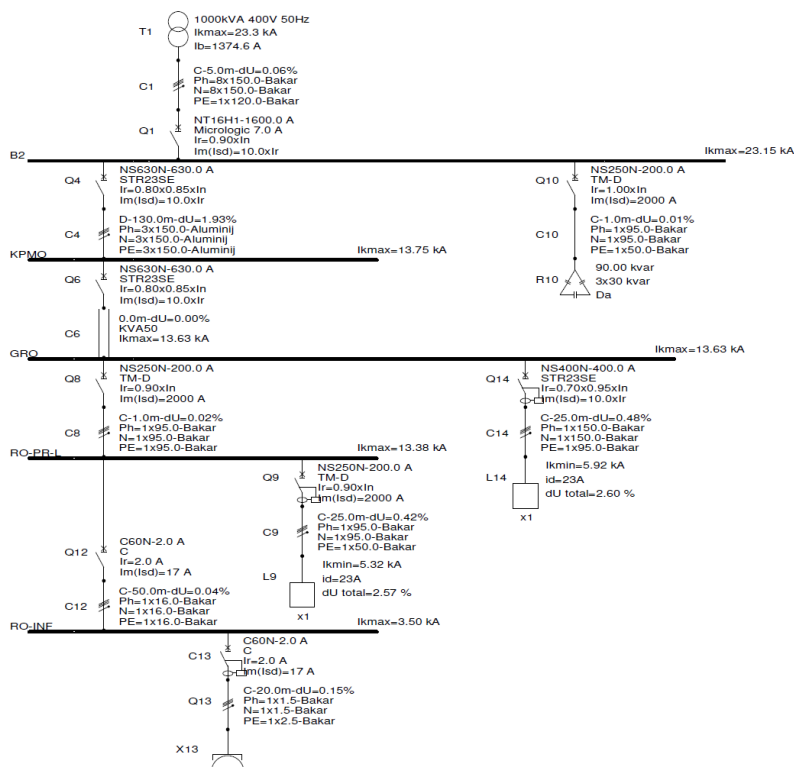 1000kVA 400V 50Hz
T1
Ikmax=23.3 kA
Ib=1374.6 A
C-5.0m-dU=0.06%
C1
Ph=8x150.0-Bakar
N=8x150.0-Bakar
PE=1x120.0-Bakar
NT16H1-1600.0 A
Q1
Micrologic 7.0 A
Ir=0.90xIn
Im(Isd)=10.0xIr
B2
Ikmax=23.15 kA
NS630N-630.0 A
Q4
STR23SE
Ir=0.80x0.85xIn
Im(Isd)=10.0xIr
NS250N-200.0 A
Q10
TM-D
Ir=1.00xIn
Im(Isd)=2000 A
D-130.0m-dU=1.93%
C4
Ph=3x150.0-Aluminij
N=3x150.0-Aluminij
PE=3x150.0-Aluminij
C-1.0m-dU=0.01%
C10
Ph=1x95.0-Bakar
N=1x95.0-Bakar
PE=1x50.0-Bakar
KPMO
Ikmax=13.75 kA
NS630N-630.0 A
Q6
STR23SE
Ir=0.80x0.85xIn
Im(Isd)=10.0xIr
90.00 kvar
R10
3x30 kvar
Da
0.0m-dU=0.00%
C6
KVA50
Ikmax=13.63 kA
GRO
Ikmax=13.63 kA
NS250N-200.0 A
Q8
TM-D
Ir=0.90xIn
Im(Isd)=2000 A
NS400N-400.0 A
Q14
STR23SE
Ir=0.70x0.95xIn
Im(Isd)=10.0xIr
C-1.0m-dU=0.02%
C8
Ph=1x95.0-Bakar
N=1x95.0-Bakar
PE=1x95.0-Bakar
C-25.0m-dU=0.48%
C14
Ph=1x150.0-Bakar
N=1x150.0-Bakar
PE=1x95.0-Bakar
RO-PR-L
Ikmax=13.38 kA
NS250N-200.0 A
Q9
TM-D
Ir=0.90xIn
Im(Isd)=2000 A
Ikmin=5.92 kA
L14
id=23A
dU total=2.60 %
x1
C-25.0m-dU=0.42%
C9
Ph=1x95.0-Bakar
N=1x95.0-Bakar
PE=1x50.0-Bakar
C60N-2.0 A
Q12
C
Ir=2.0 A
Im(Isd)=17 A
Ikmin=5.32 kA
L9
id=23A
dU total=2.57 %
x1
C-50.0m-dU=0.04%
C12
Ph=1x16.0-Bakar
N=1x16.0-Bakar
PE=1x16.0-Bakar
RO-INF
Ikmax=3.50 kA
C60N-2.0 A
C13
C
Ir=2.0 A
Im(Isd)=17 A
C-20.0m-dU=0.15%
Q13
Ph=1x1.5-Bakar
N=1x1.5-Bakar
PE=1x2.5-Bakar
X13